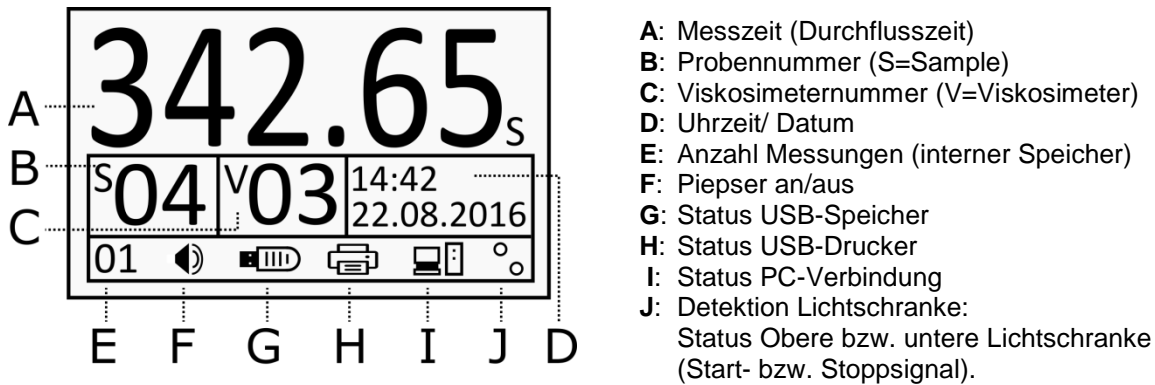 342.65s
A
B
C
S04
V03
14:42
22.08.2016
01
E F G H I J D
A: Messzeit (Durchflusszeit)
B: Probennummer (S=Sample)
C: Viskosimeternummer (V=Viskosimeter)
D: Uhrzeit/ Datum
E: Anzahl Messungen (interner Speicher)
F: Piepser an/aus
G: Status USB-Speicher
H: Status USB-Drucker
I: Status PC-Verbindung
J: Detektion Lichtschranke:
Status Obere bzw. untere Lichtschranke
(Start- bzw. Stoppsignal).